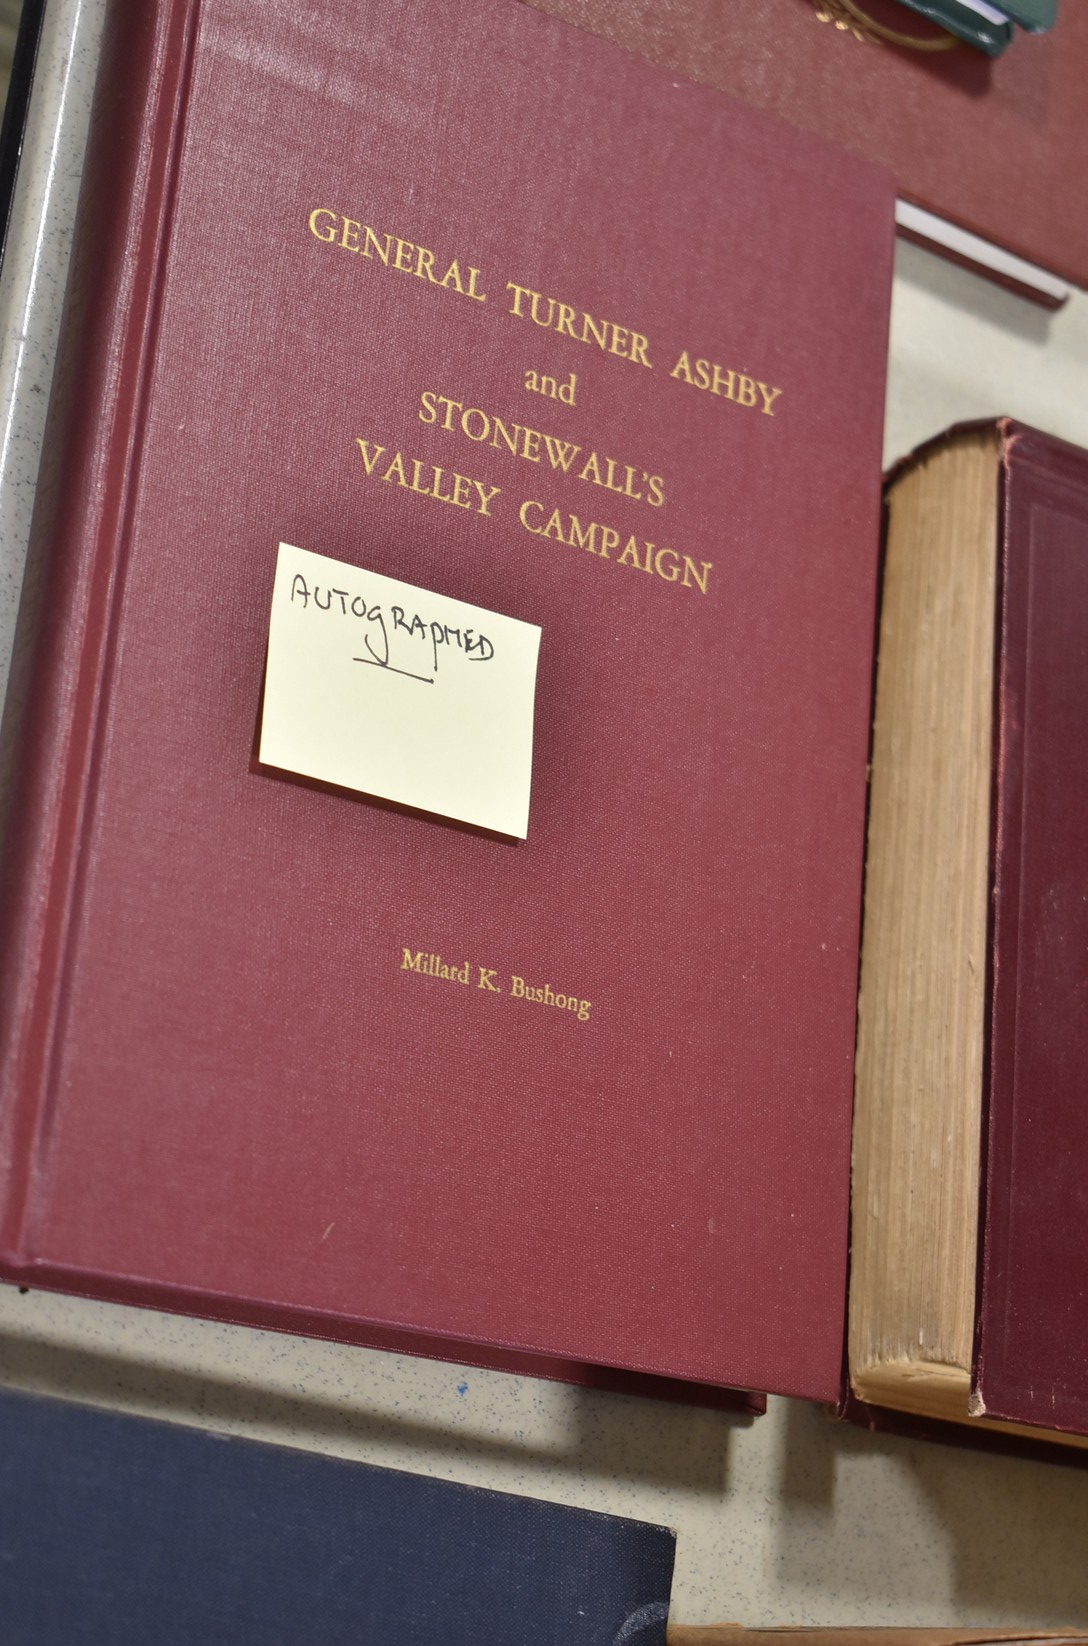 GENERAL TURNER ASHBY
and
STONEWALL'S
VALLEY CAMPAIGN
AUTOGRAPHED
Millard K. Bushong